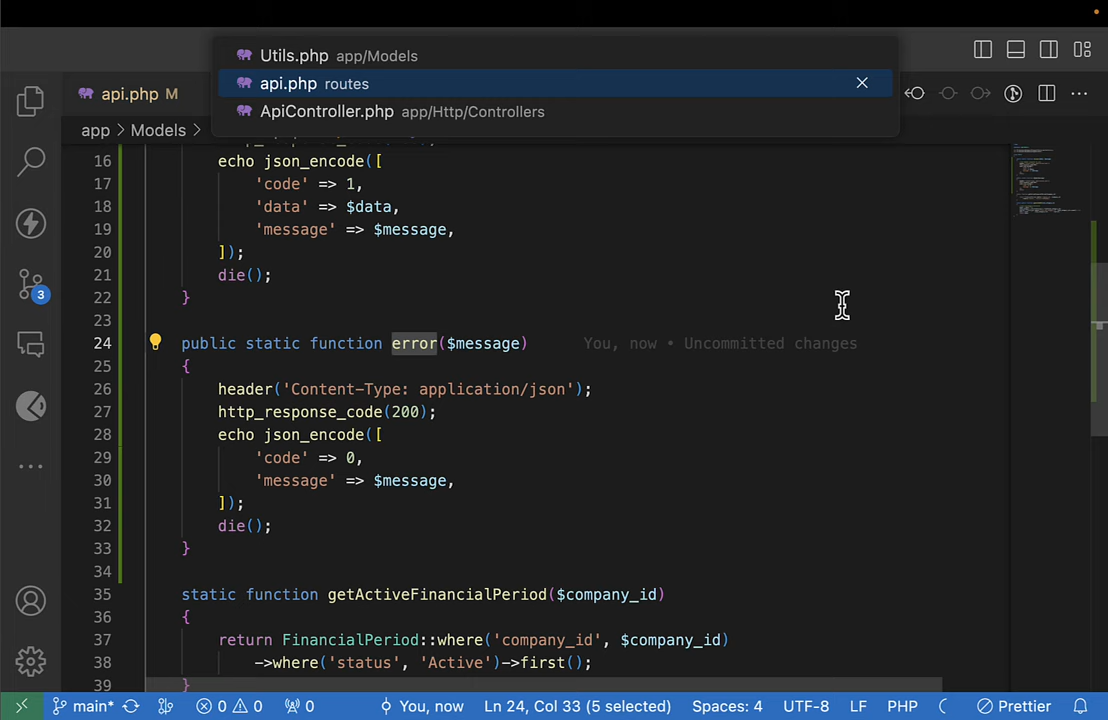 Utils.php app/Models
api.php routes
ApiController.php app/Http/Controllers
api.php M
app > Models >
16 echo json_encode([
17 'code' => 1,
18 'data' => $data,
19 'message' => $message,
20 ]);
21 die();
22 }
23
24 public static function error($message) You, now • Uncommitted changes
25 {
26 header('Content-Type: application/json');
27 http_response_code(200);
28 echo json_encode([
29 'code' => 0,
30 'message' => $message,
31 ]);
32 die();
33 }
34
35 static function getActiveFinancialPeriod($company_id)
36 {
37 return FinancialPeriod::where('company_id', $company_id)
38 ->where('status', 'Active')->first();
39 }
3
main* 0 0 0 You, now Ln 24, Col 33 (5 selected) Spaces: 4 UTF-8 LF PHP Prettier